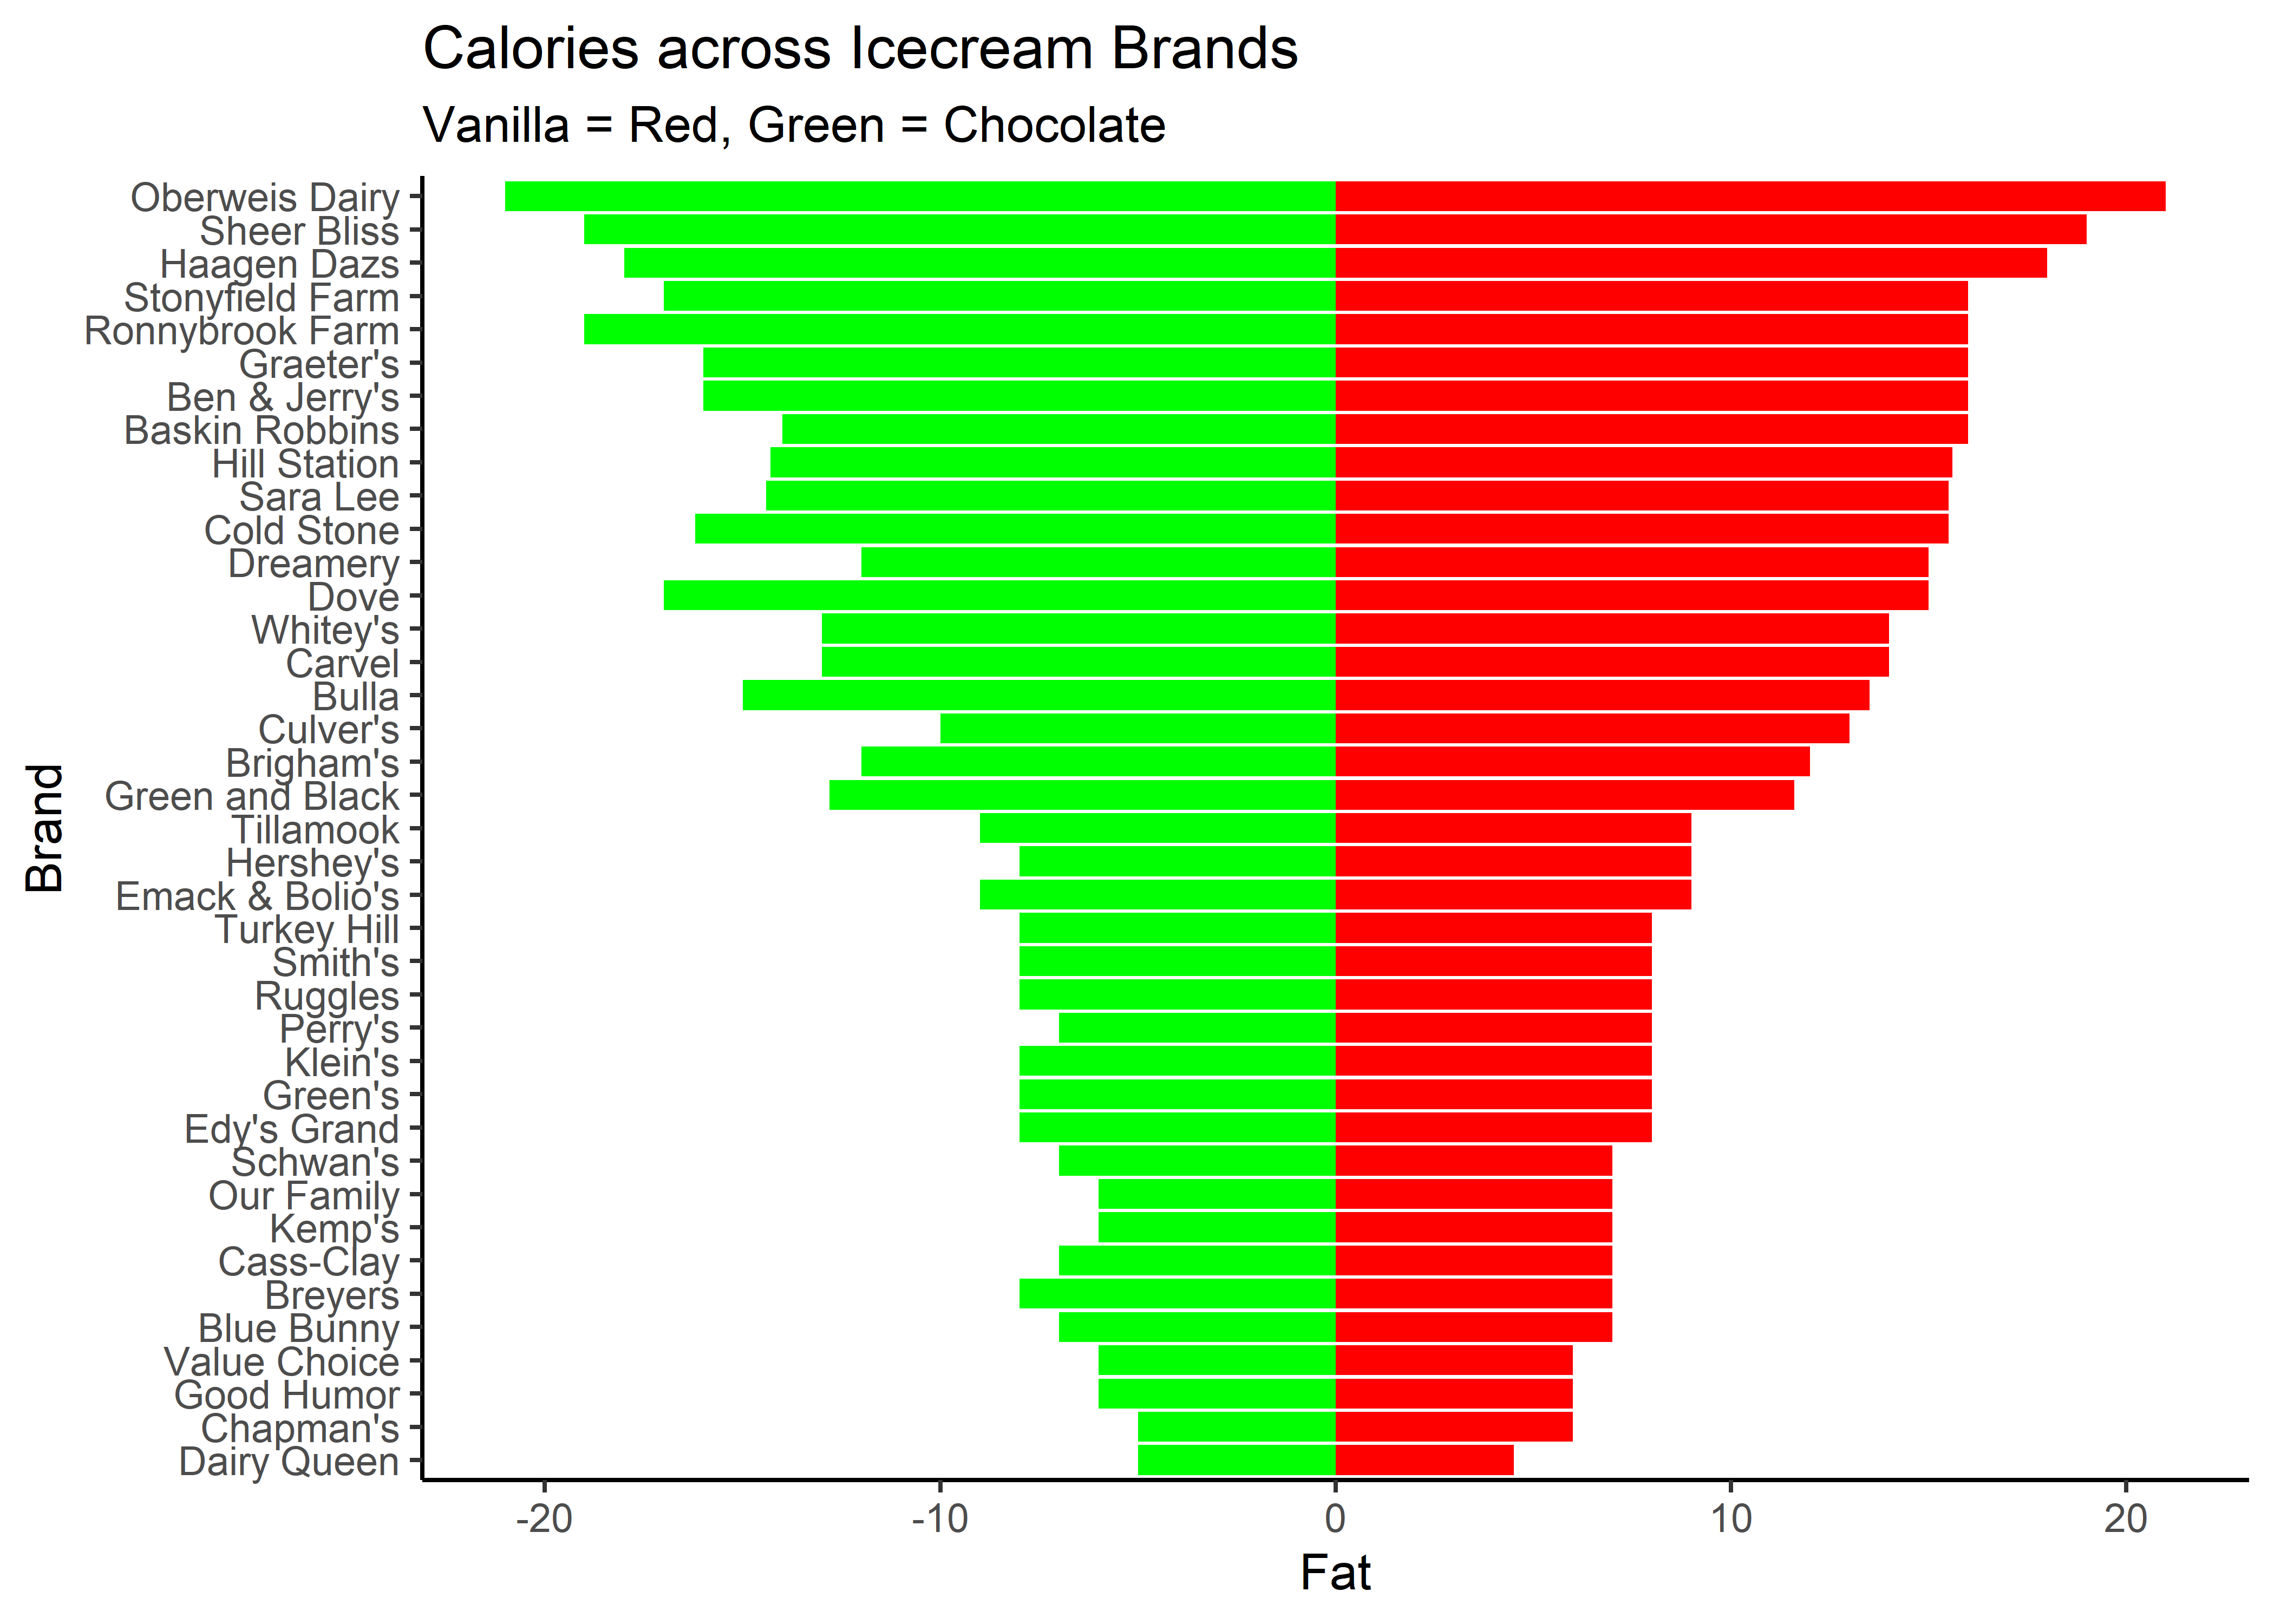 Calories across Icecream Brands
Vanilla = Red, Green = Chocolate
Brand
Oberweis Dairy
Sheer Bliss
Haagen Dazs
Stonyfield Farm
Ronnybrook Farm
Graeter's
Ben & Jerry's
Baskin Robbins
Hill Station
Sara Lee
Cold Stone
Dreamery
Dove
Whitey's
Carvel
Bulla
Culver's
Brigham's
Green and Black
Tillamook
Hershey's
Emack & Bolio's
Turkey Hill
Smith's
Ruggles
Perry's
Klein's
Green's
Edy's Grand
Schwan's
Our Family
Kemp's
Cass-Clay
Breyers
Blue Bunny
Value Choice
Good Humor
Chapman's
Dairy Queen
-20 -10 0 10 20
Fat